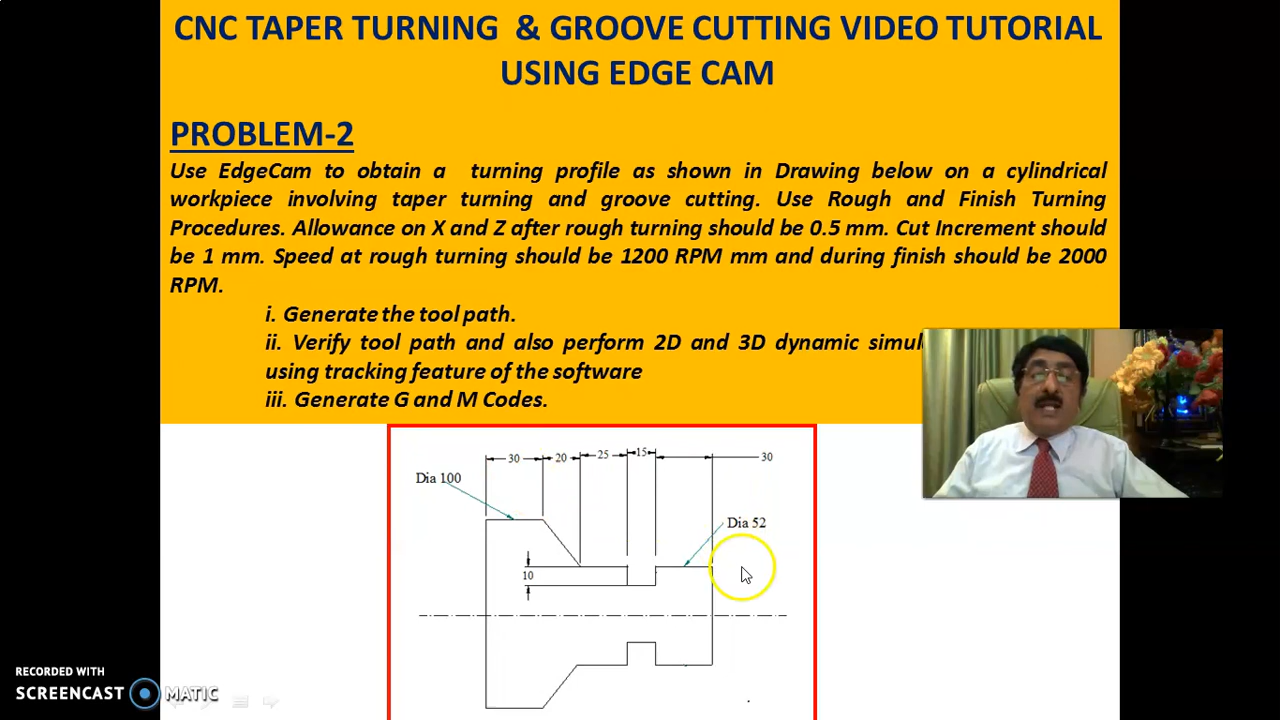 CNC TAPER TURNING & GROOVE CUTTING VIDEO TUTORIAL
USING EDGE CAM
PROBLEM-2
Use EdgeCam to obtain a turning profile as shown in Drawing below on a cylindrical
workpiece involving taper turning and groove cutting. Use Rough and Finish Turning
Procedures. Allowance on X and Z after rough turning should be 0.5 mm. Cut Increment should
be 1 mm. Speed at rough turning should be 1200 RPM mm and during finish should be 2000
RPM.
i. Generate the tool path.
ii. Verify tool path and also perform 2D and 3D dynamic
using tracking feature of the software
iii. Generate G and M Codes.
30 20 25 15 30
Dia 100
Dia 52
10
RECORDED WITH
SCREENCAST MATIC